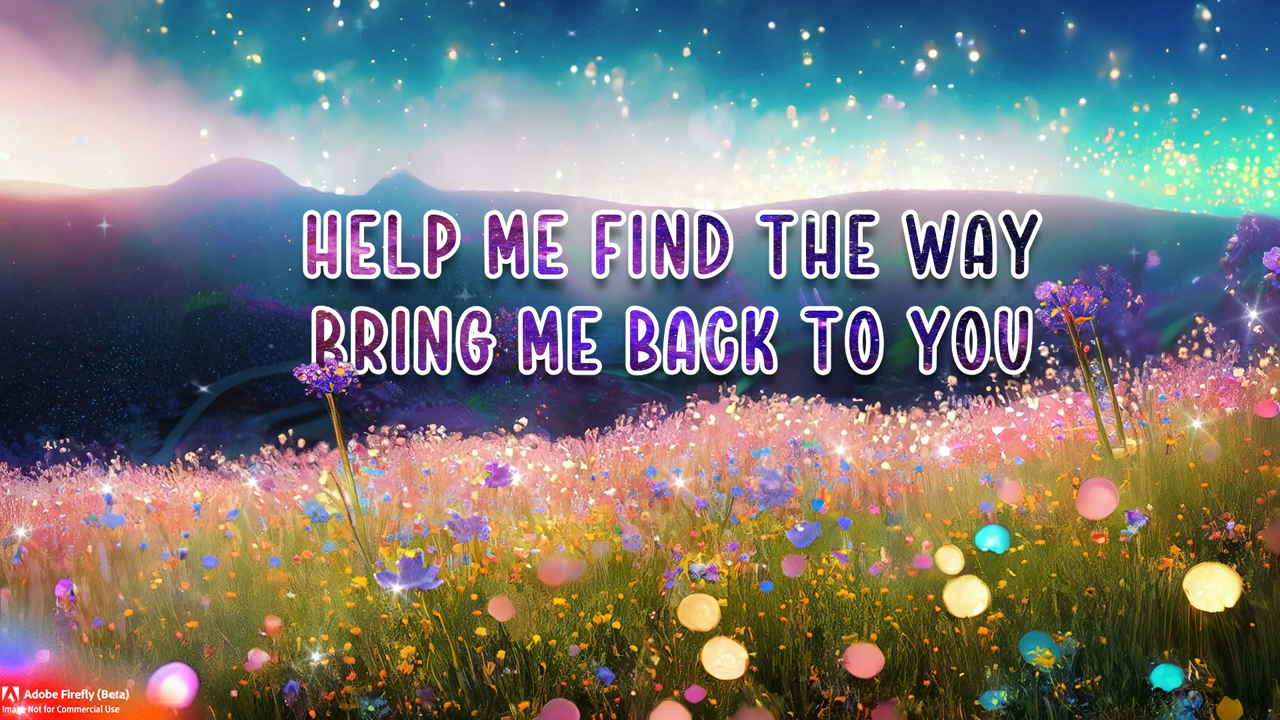 HELP ME FIND THE WAY
BRING ME BACK TO YOU
Adobe Firefly (Beta)
Image Not for Commercial Use